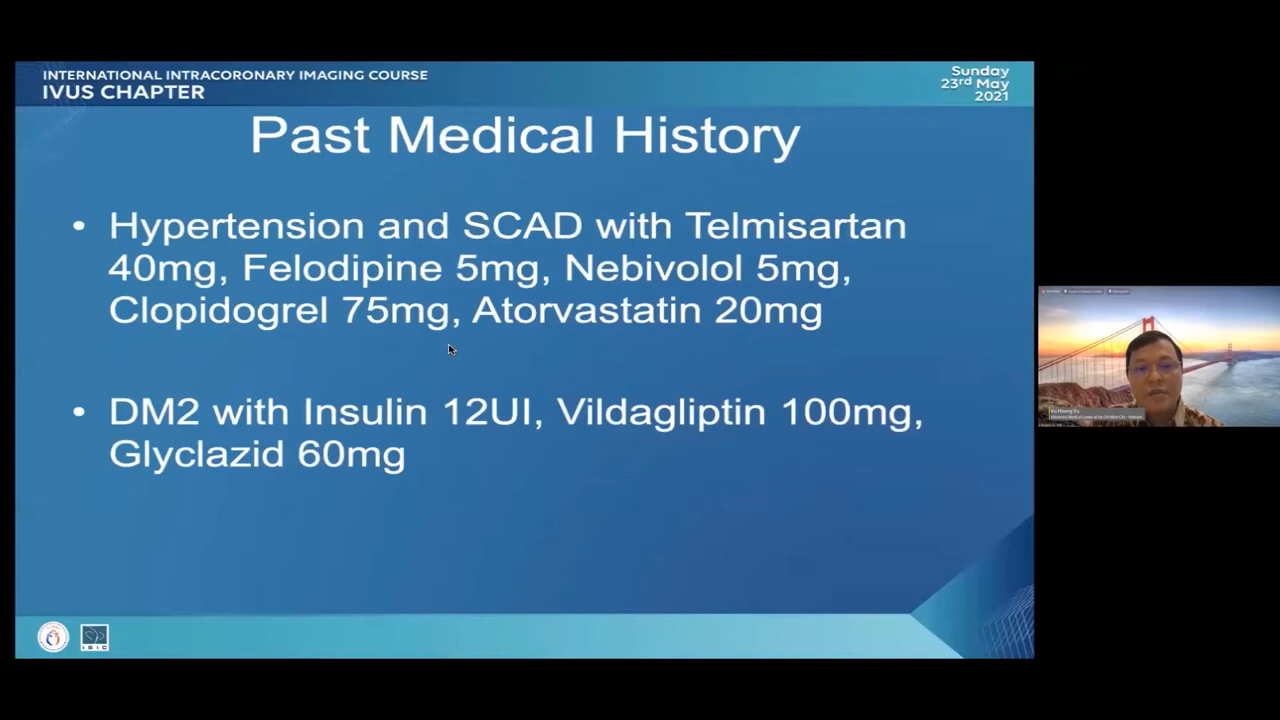 INTERNATIONAL INTRACORONARY IMAGING COURSE
IVUS CHAPTER
Sunday
23rd May
2021
Past Medical History
• Hypertension and SCAD with Telmisartan
40mg, Felodipine 5mg, Nebivolol 5mg,
Clopidogrel 75mg, Atorvastatin 20mg
• DM2 with Insulin 12UI, Vildagliptin 100mg,
Glyclazid 60mg